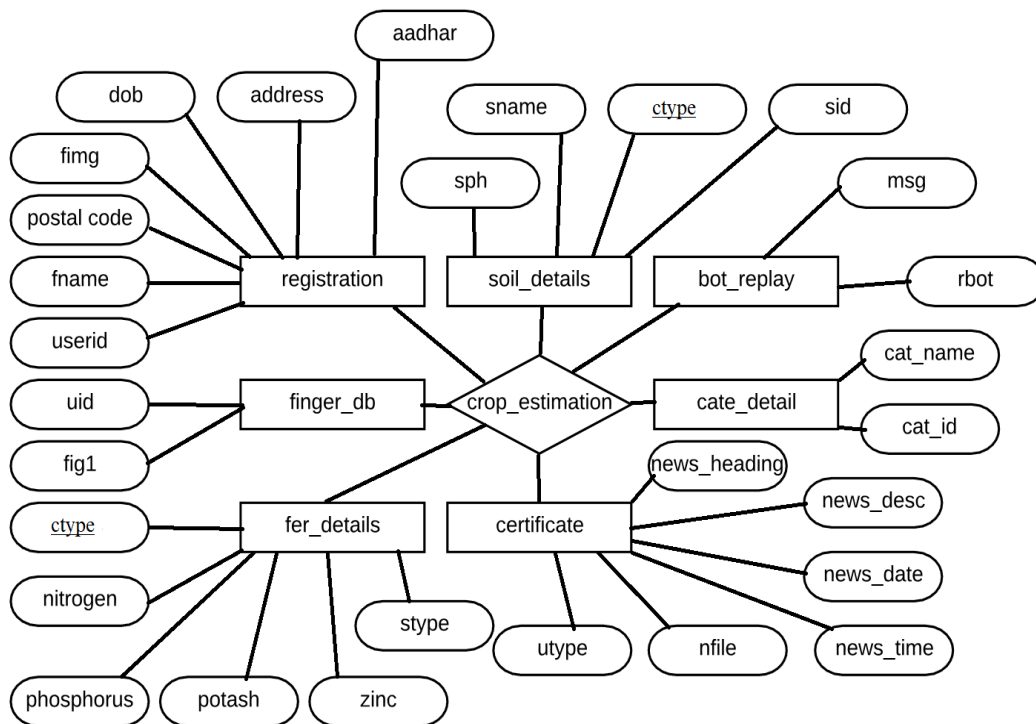 aadhar
dob
address
sname
ctype
sid
fimg
sph
msg
postal code
fname
registration
soil_details
bot_replay
rbot
userid
cat_name
uid
finger_db
crop_estimation
cate_detail
cat_id
fig1
news_heading
news_desc
ctype
fer_details
certificate
news_date
nitrogen
stype
utype
nfile
news_time
phosphorus
potash
zinc